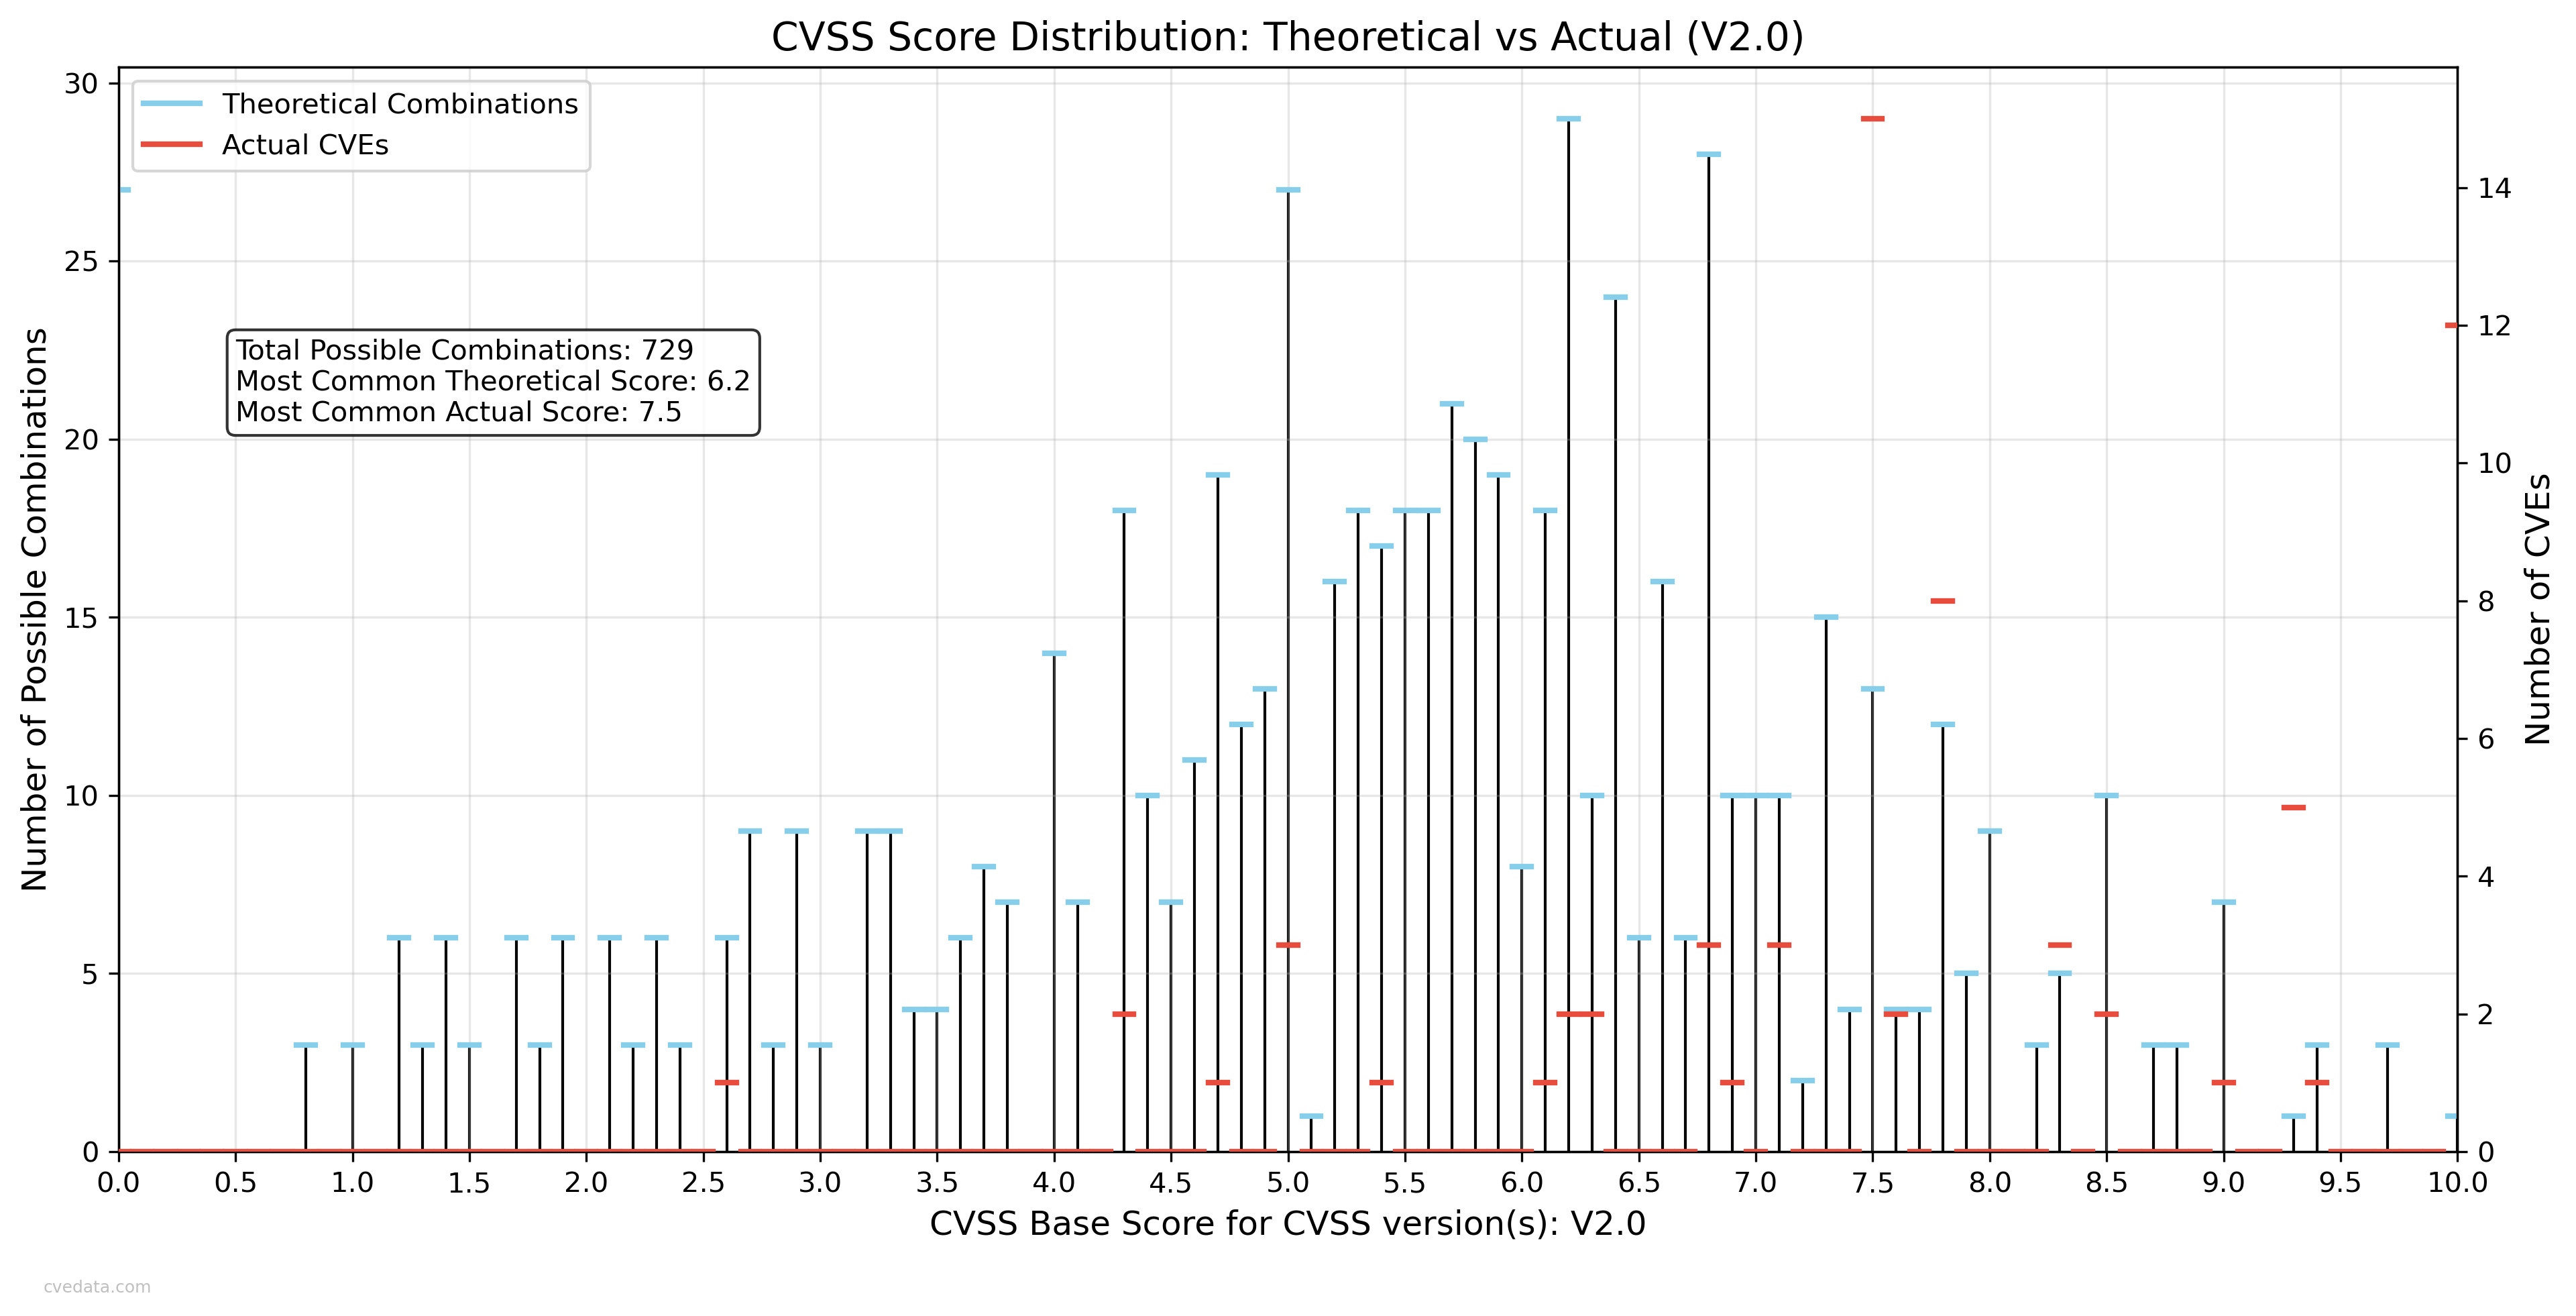 CVSS Score Distribution: Theoretical vs Actual (V2.0)
Theoretical Combinations
Actual CVEs
Total Possible Combinations: 729
Most Common Theoretical Score: 6.2
Most Common Actual Score: 7.5
Number of Possible Combinations
30
25
20
15
10
5
0
Number of CVEs
14
12
10
8
6
4
2
0
0.0 0.5 1.0 1.5 2.0 2.5 3.0 3.5 4.0 4.5 5.0 5.5 6.0 6.5 7.0 7.5 8.0 8.5 9.0 9.5 10.0
CVSS Base Score for CVSS version(s): V2.0
cvedata.com